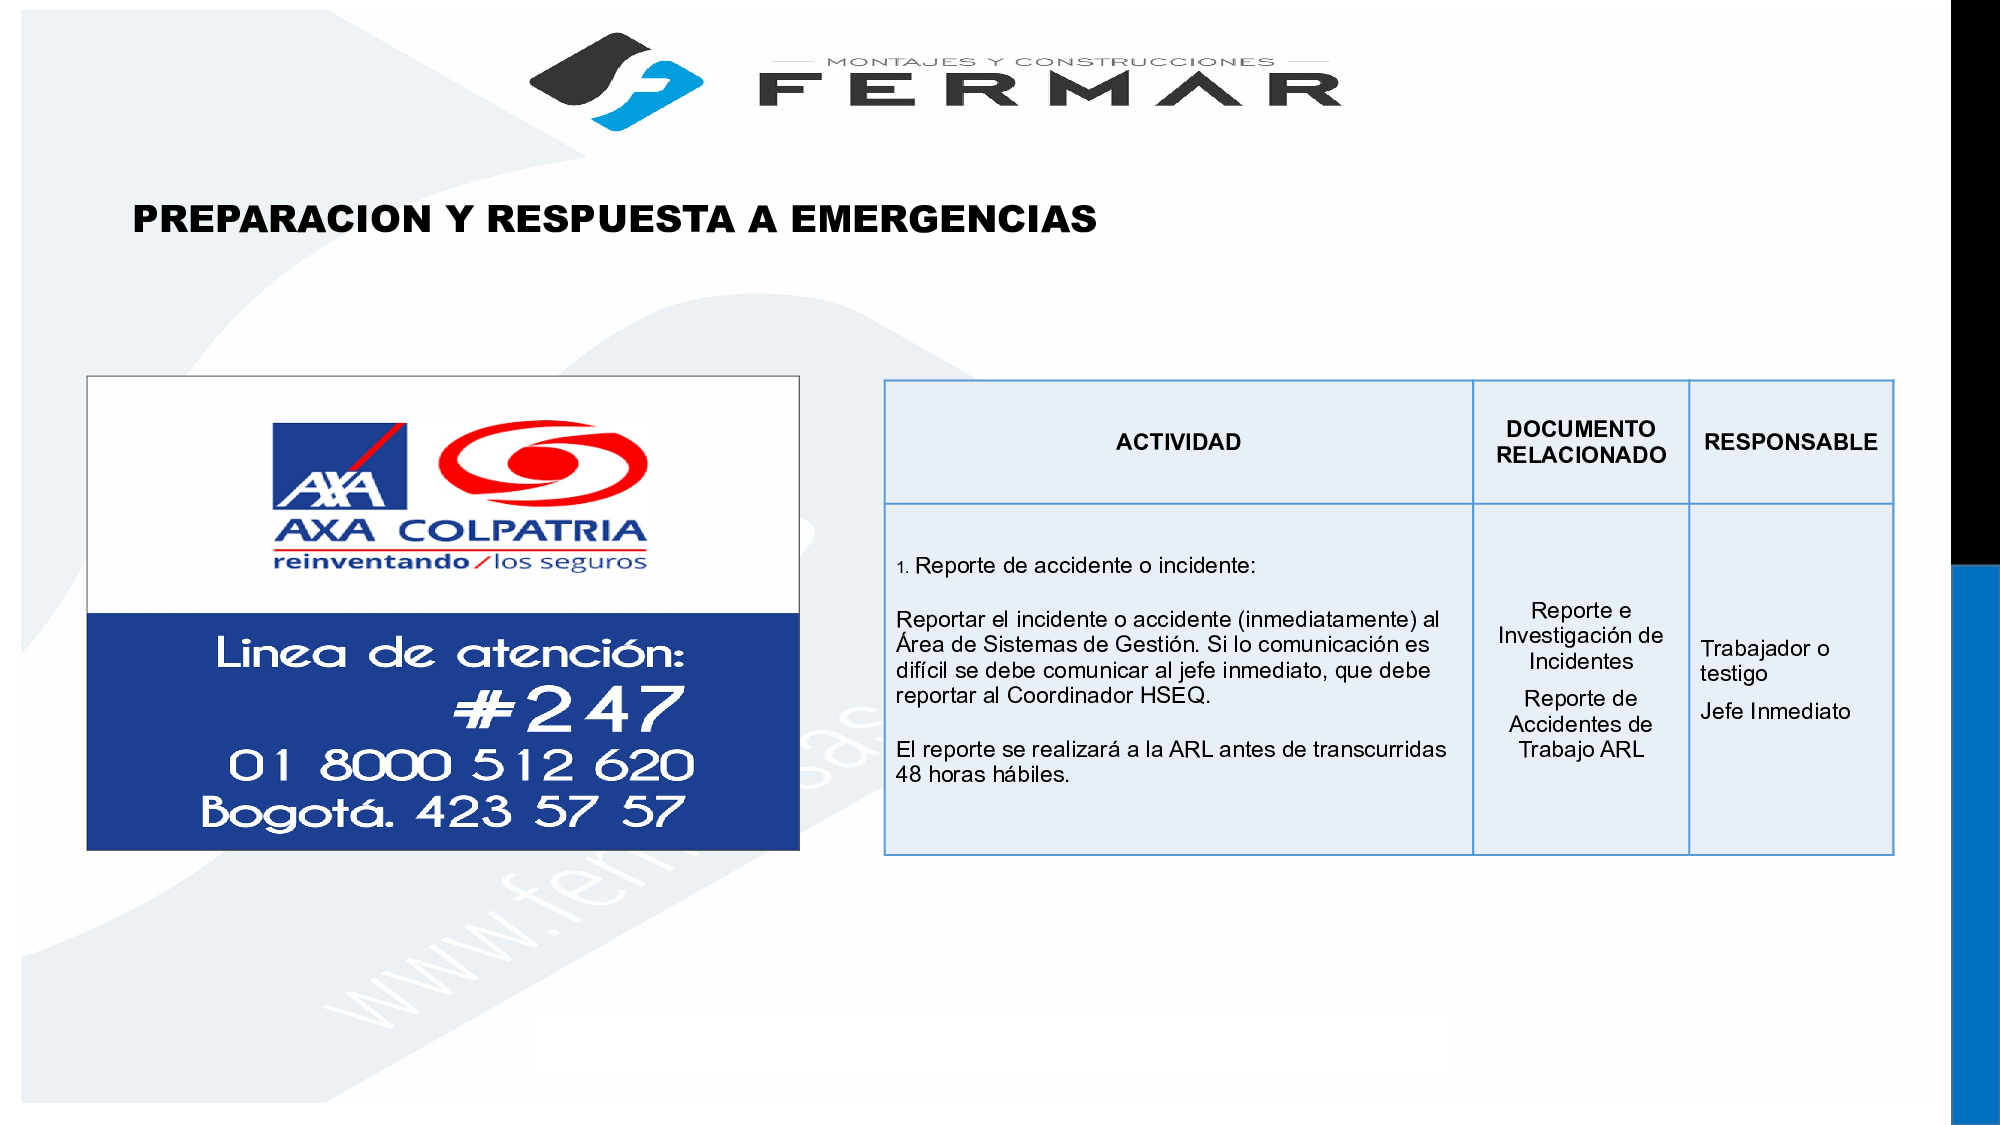 MONTAJES Y CONSTRUCCIONES
FERMAR
PREPARACION Y RESPUESTA A EMERGENCIAS
AXA
AXA COLPATRIA
reinventando/los seguros
Linea de atención:
#247
01 8000 512 620
Bogotá. 423 57 57
ACTIVIDAD
DOCUMENTO
RELACIONADO
RESPONSABLE
1. Reporte de accidente o incidente:
Reportar el incidente o accidente (inmediatamente) al
Área de Sistemas de Gestión. Si lo comunicación es
difícil se debe comunicar al jefe inmediato, que debe
reportar al Coordinador HSEQ.
El reporte se realizará a la ARL antes de transcurridas
48 horas hábiles.
Reporte e
Investigación de
Incidentes
Reporte de
Accidentes de
Trabajo ARL
Trabajador o
testigo
Jefe Inmediato